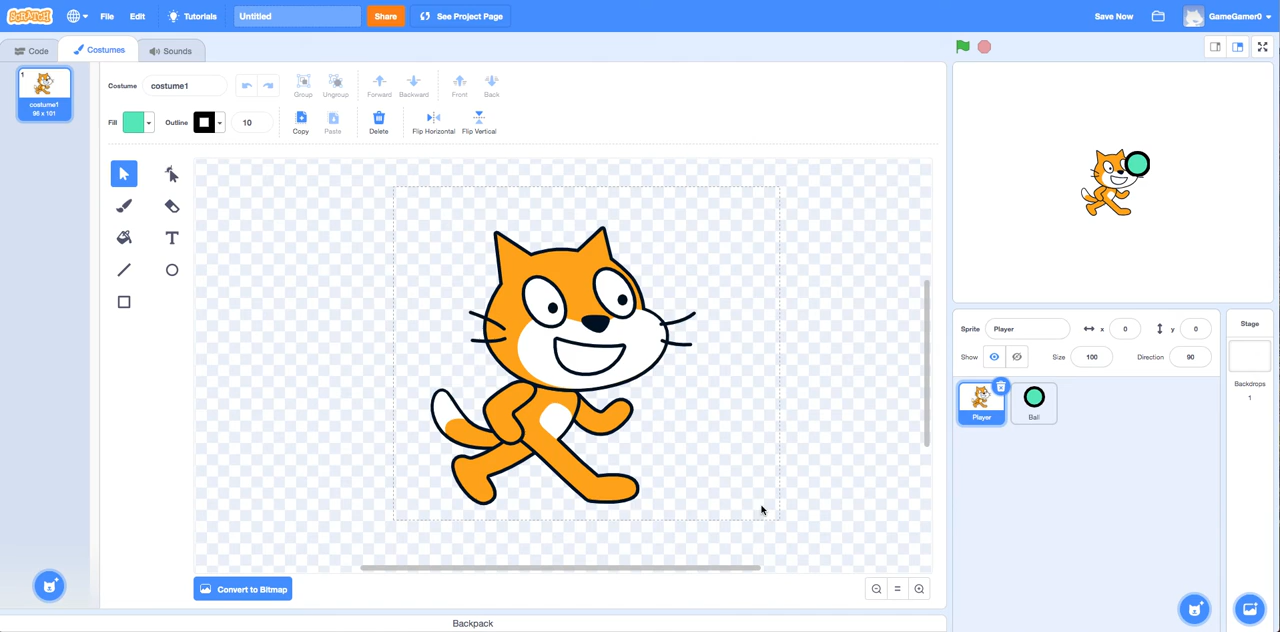 SCRATCH File Edit Tutorials Untitled Share See Project Page Save Now GameGamer0
Code Costumes Sounds
1
costume1
96 x 101
Costume costume1 Group Ungroup Forward Backward Front Back
Fill Outline 10 Copy Paste Delete Flip Horizontal Flip Vertical
T
Convert to Bitmap
Backpack
Sprite Player x 0 y 0
Show Size 100 Direction 90
Player Ball
Stage
Backdrops
1